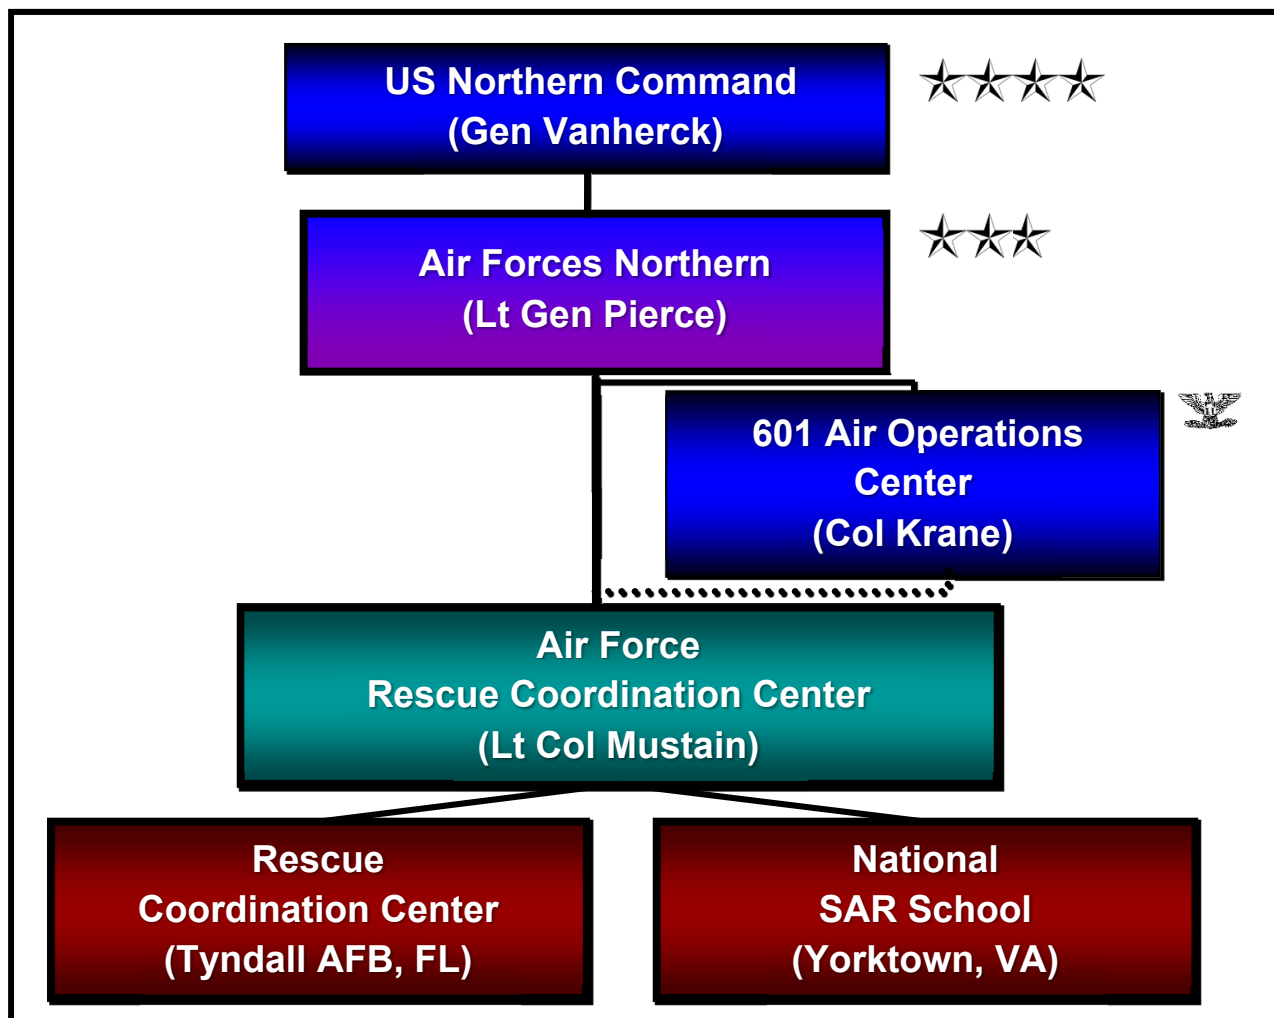 US Northern Command
(Gen Vanherck)
Air Forces Northern
(Lt Gen Pierce)
601 Air Operations
Center
(Col Krane)
Air Force
Rescue Coordination Center
(Lt Col Mustain)
Rescue
Coordination Center
(Tyndall AFB, FL)
National
SAR School
(Yorktown, VA)